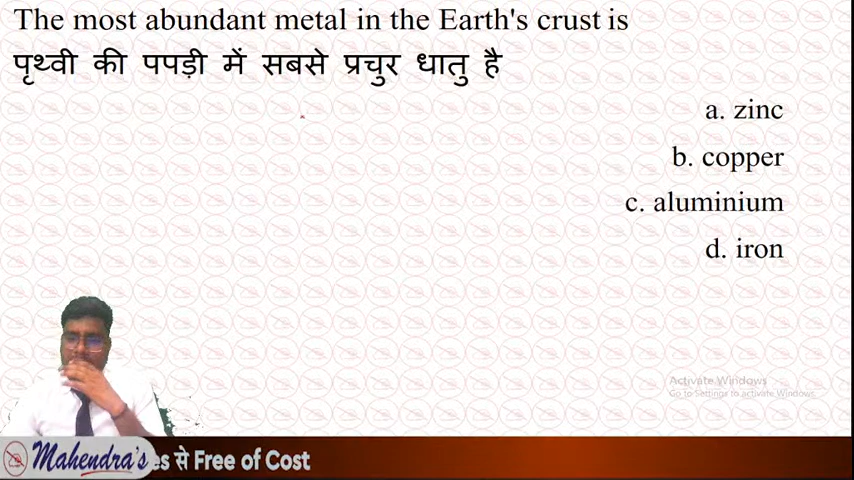 The most abundant metal in the Earth's crust is
पृथ्वी की पपड़ी में सबसे प्रचुर धातु है
a. zinc
b. copper
c. aluminium
d. iron
Activate Windows
Go to Settings to activate Windows.
Mahendra's es से Free of Cost